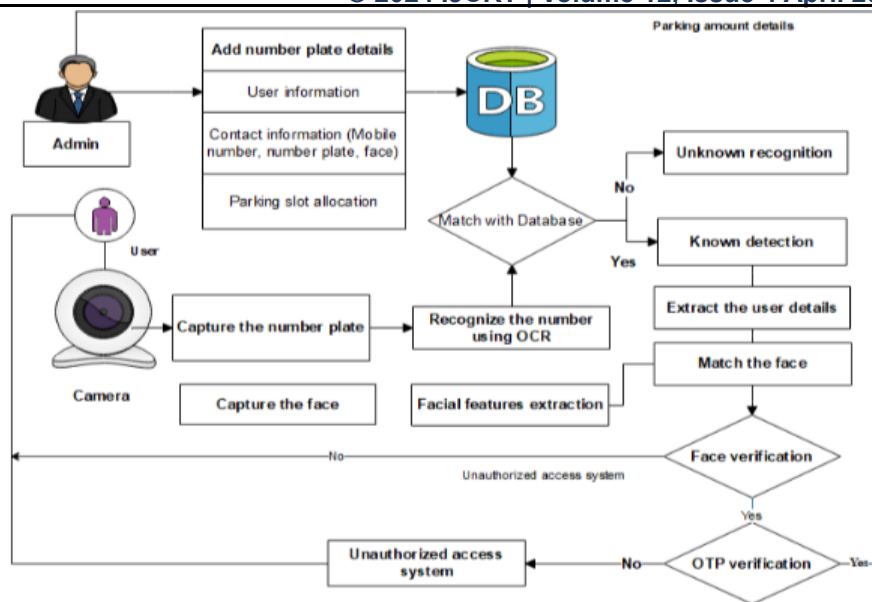 Parking amount details
Add number plate details
User information
Contact information (Mobile
number, number plate, face)
Parking slot allocation
Admin
DB
Unknown recognition
No
Match with Database
Known detection
Yes
User
Extract the user details
Capture the number plate
Recognize the number
using OCR
Match the face
Camera
Capture the face
Facial features extraction
No
Face verification
Unauthorized access system
Yes
Unauthorized access
system
No
OTP verification
Yes